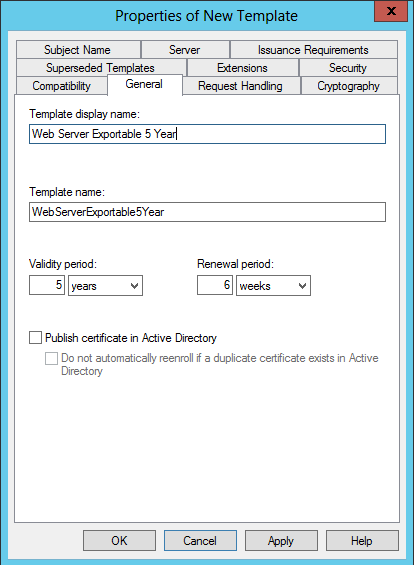 Properties of New Template
x
Subject Name Server Issuance Requirements
Superseded Templates Extensions Security
Compatibility General Request Handling Cryptography
Template display name:
Web Server Exportable 5 Year
Template name:
WebServerExportable5Year
Validity period: Renewal period:
5 years 6 weeks
Publish certificate in Active Directory
Do not automatically reenroll if a duplicate certificate exists in Active
Directory
OK Cancel Apply Help